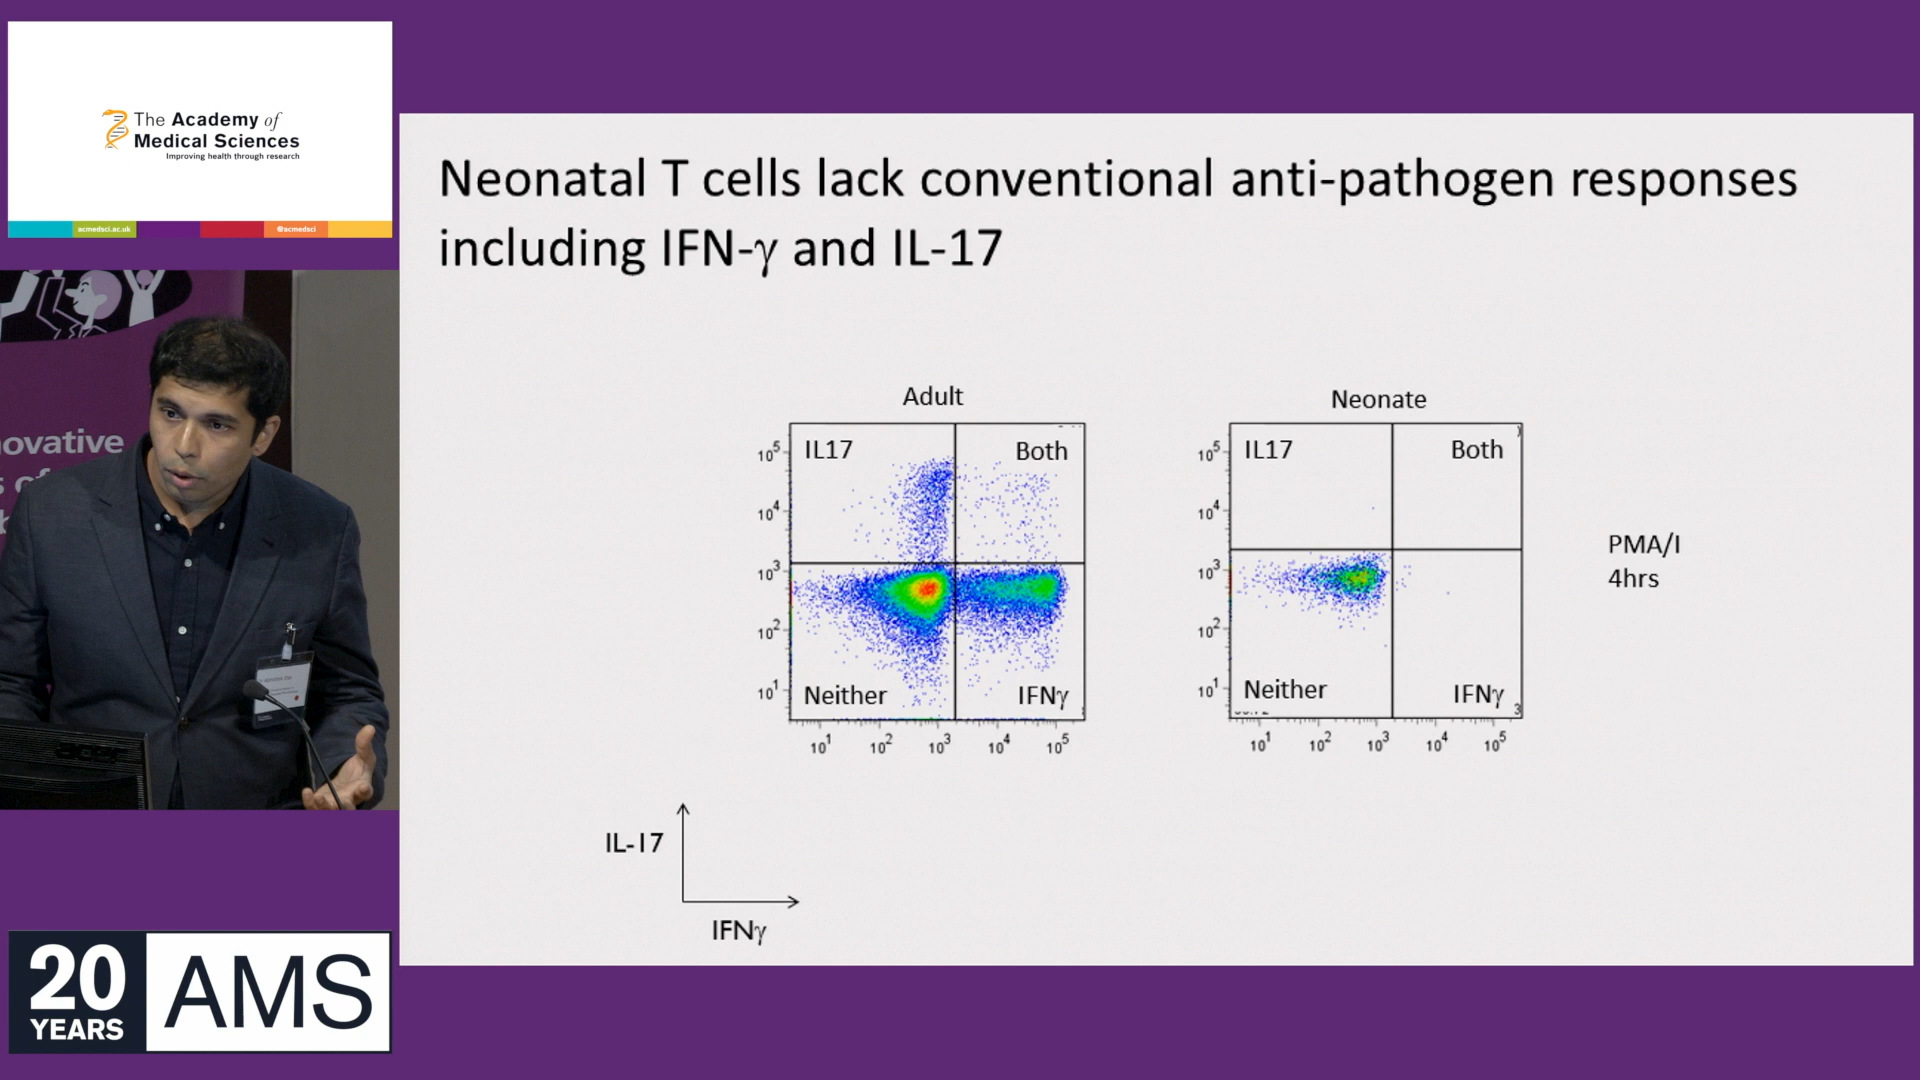 The Academy of
Medical Sciences
Improving health through research
acmedsci.ac.uk
@acmedsci
ovative
s of
Neonatal T cells lack conventional anti-pathogen responses
including IFN-γ and IL-17
Adult
IL17
Both
Neither
IFNγ
10⁵
10⁴
10³
10²
10¹
10¹ 10² 10³ 10⁴ 10⁵
Neonate
IL17
Both
Neither
IFNγ
10⁵
10⁴
10³
10²
10¹
10¹ 10² 10³ 10⁴ 10⁵
PMA/I
4hrs
IL-17
IFNγ
acer
20
YEARS
AMS